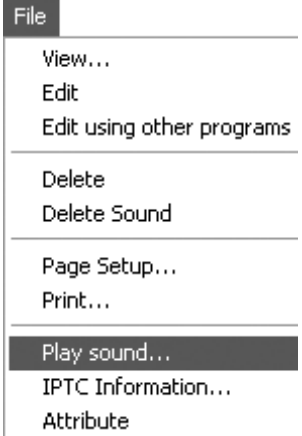 File
View...
Edit
Edit using other programs
Delete
Delete Sound
Page Setup...
Print...
Play sound...
IPTC Information...
Attribute